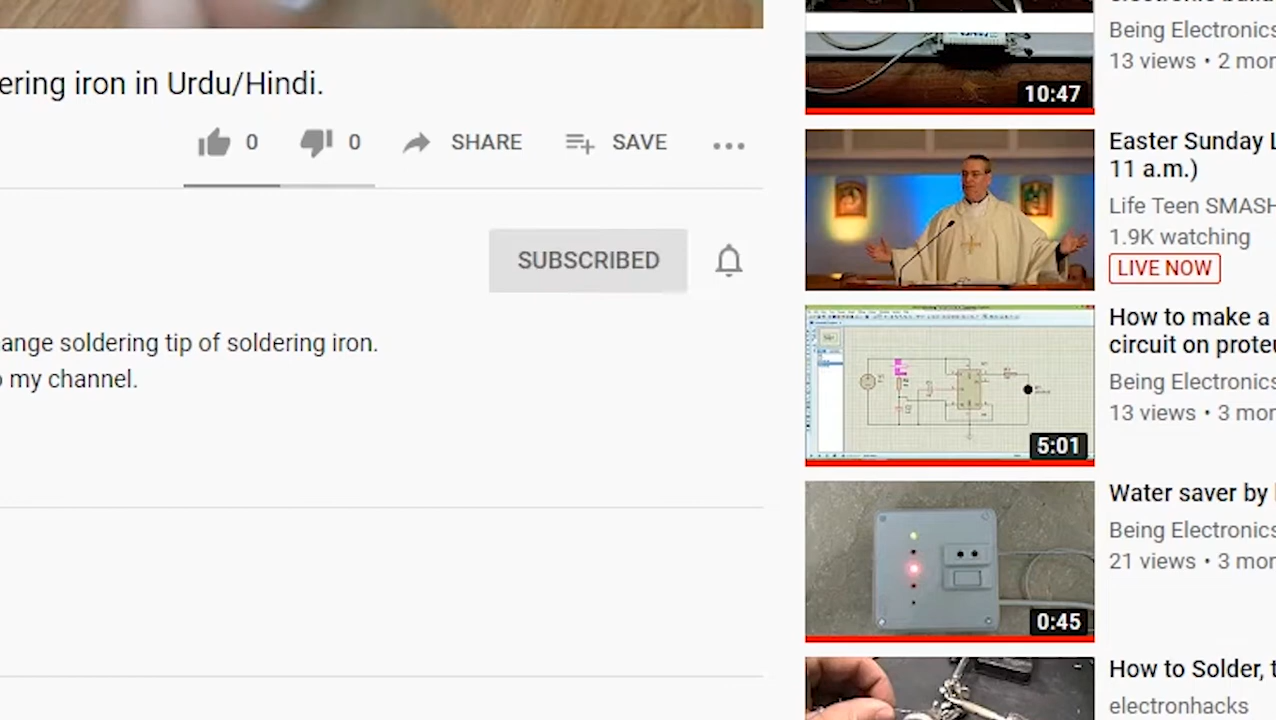 ering iron in Urdu/Hindi.
0
0
SHARE
SAVE
SUBSCRIBED
ange soldering tip of soldering iron.
my channel.
Being Electronics
13 views • 2 mon
10:47
Easter Sunday L
11 a.m.)
Life Teen SMASH
1.9K watching
LIVE NOW
How to make a
circuit on proteu
Being Electronics
13 views • 3 mon
5:01
Water saver by
Being Electronics
21 views • 3 mon
0:45
How to Solder, t
electronhacks